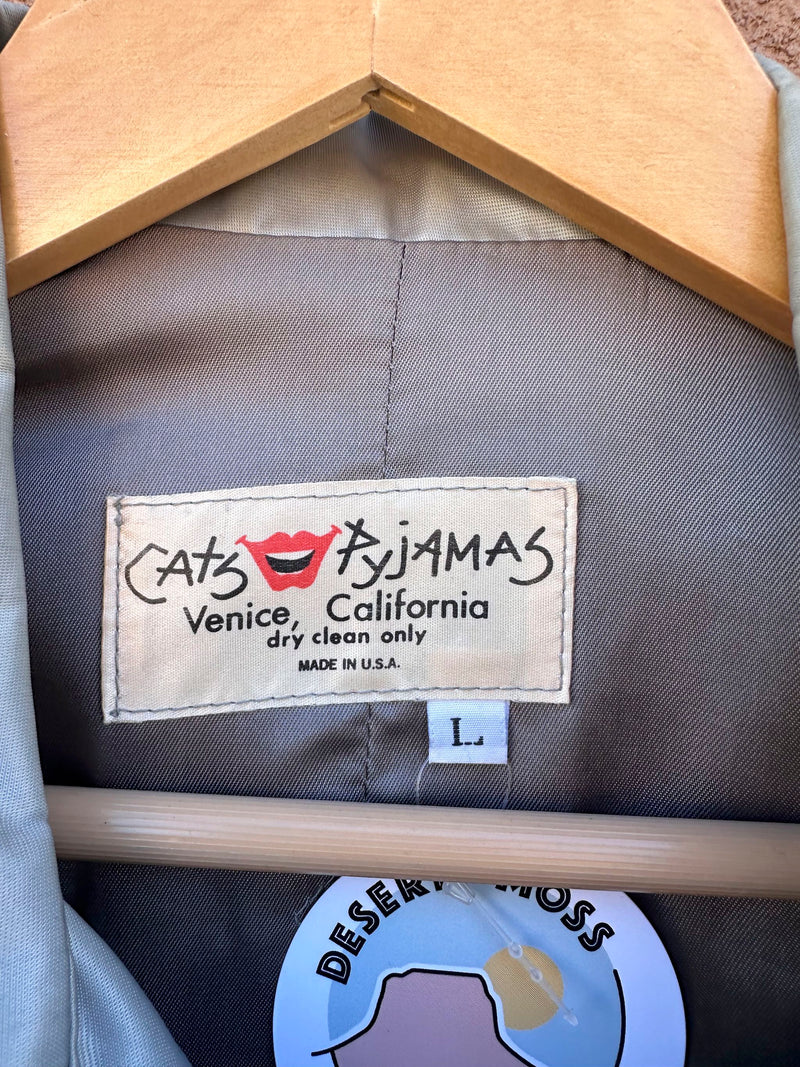 CATS PyjAMAS
Venice, California
dry clean only
MADE IN U.S.A.
L
DESERT MOSS